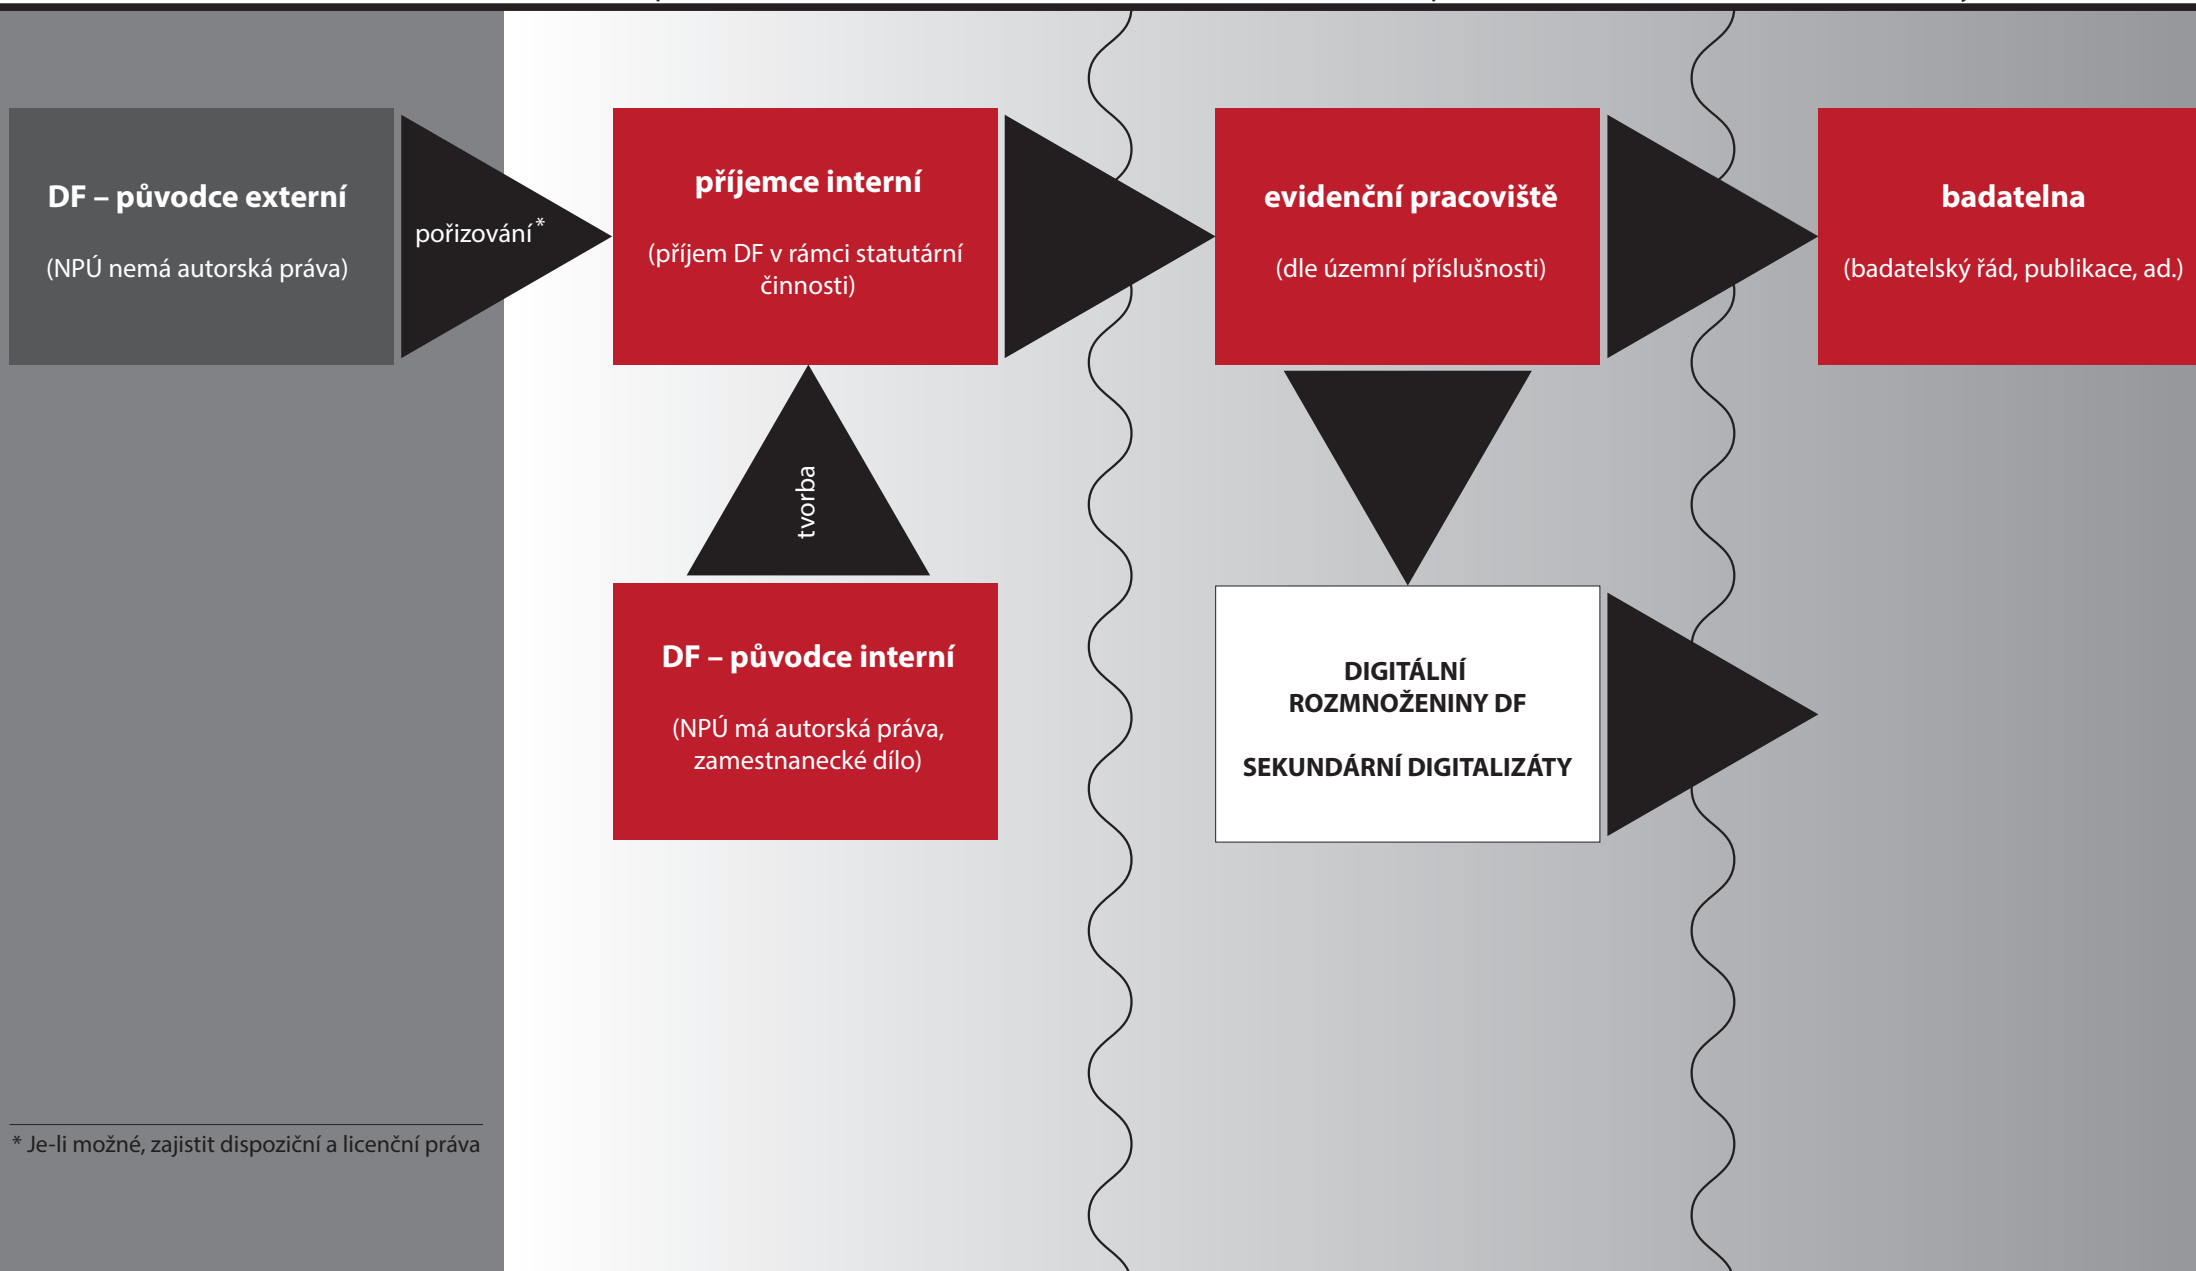 DF – původce externí
(NPÚ nemá autorská práva)
pořizování*
příjemce interní
(příjem DF v rámci statutární
činnosti)
evidenční pracoviště
(dle územní příslušnosti)
badatelna
(badatelský řád, publikace, ad.)
tvorba
DF – původce interní
(NPÚ má autorská práva,
zamestnanecké dílo)
DIGITÁLNÍ
ROZMNOŽENINY DF
SEKUNDÁRNÍ DIGITALIZÁTY
* Je-li možné, zajistit dispoziční a licenční práva